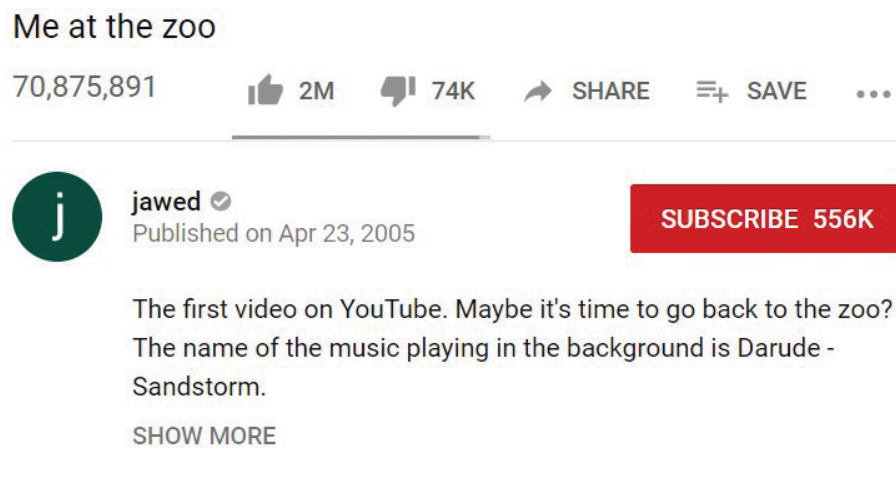 Me at the zoo
70,875,891 2M 74K SHARE SAVE
j
jawed
Published on Apr 23, 2005
SUBSCRIBE 556K
The first video on YouTube. Maybe it's time to go back to the zoo?
The name of the music playing in the background is Darude -
Sandstorm.
SHOW MORE